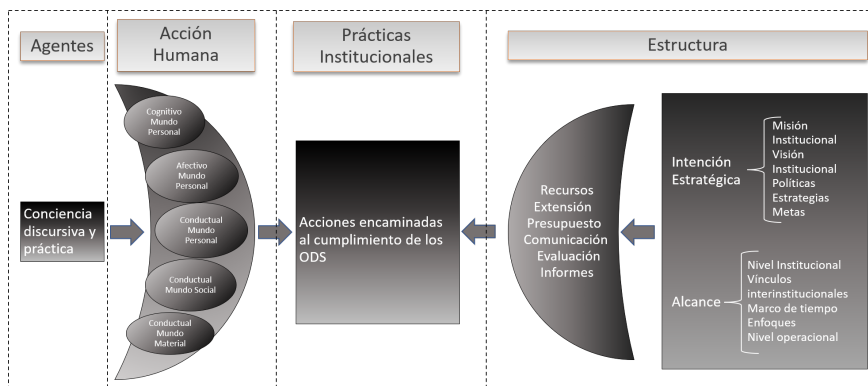 Agentes
Acción
Humana
Prácticas
Institucionales
Estructura
Conciencia
discursiva y
práctica
Cognitivo
Mundo
Personal
Afectivo
Mundo
Personal
Conductual
Mundo
Personal
Conductual
Mundo Social
Conductual
Mundo
Material
Acciones encaminadas
al cumplimiento de los
ODS
Recursos
Extensión
Presupuesto
Comunicación
Evaluación
Informes
Intención
Estratégica
Misión
Institucional
Visión
Institucional
Políticas
Estrategias
Metas
Alcance
Nivel Institucional
Vínculos
interinstitucionales
Marco de tiempo
Enfoques
Nivel operacional